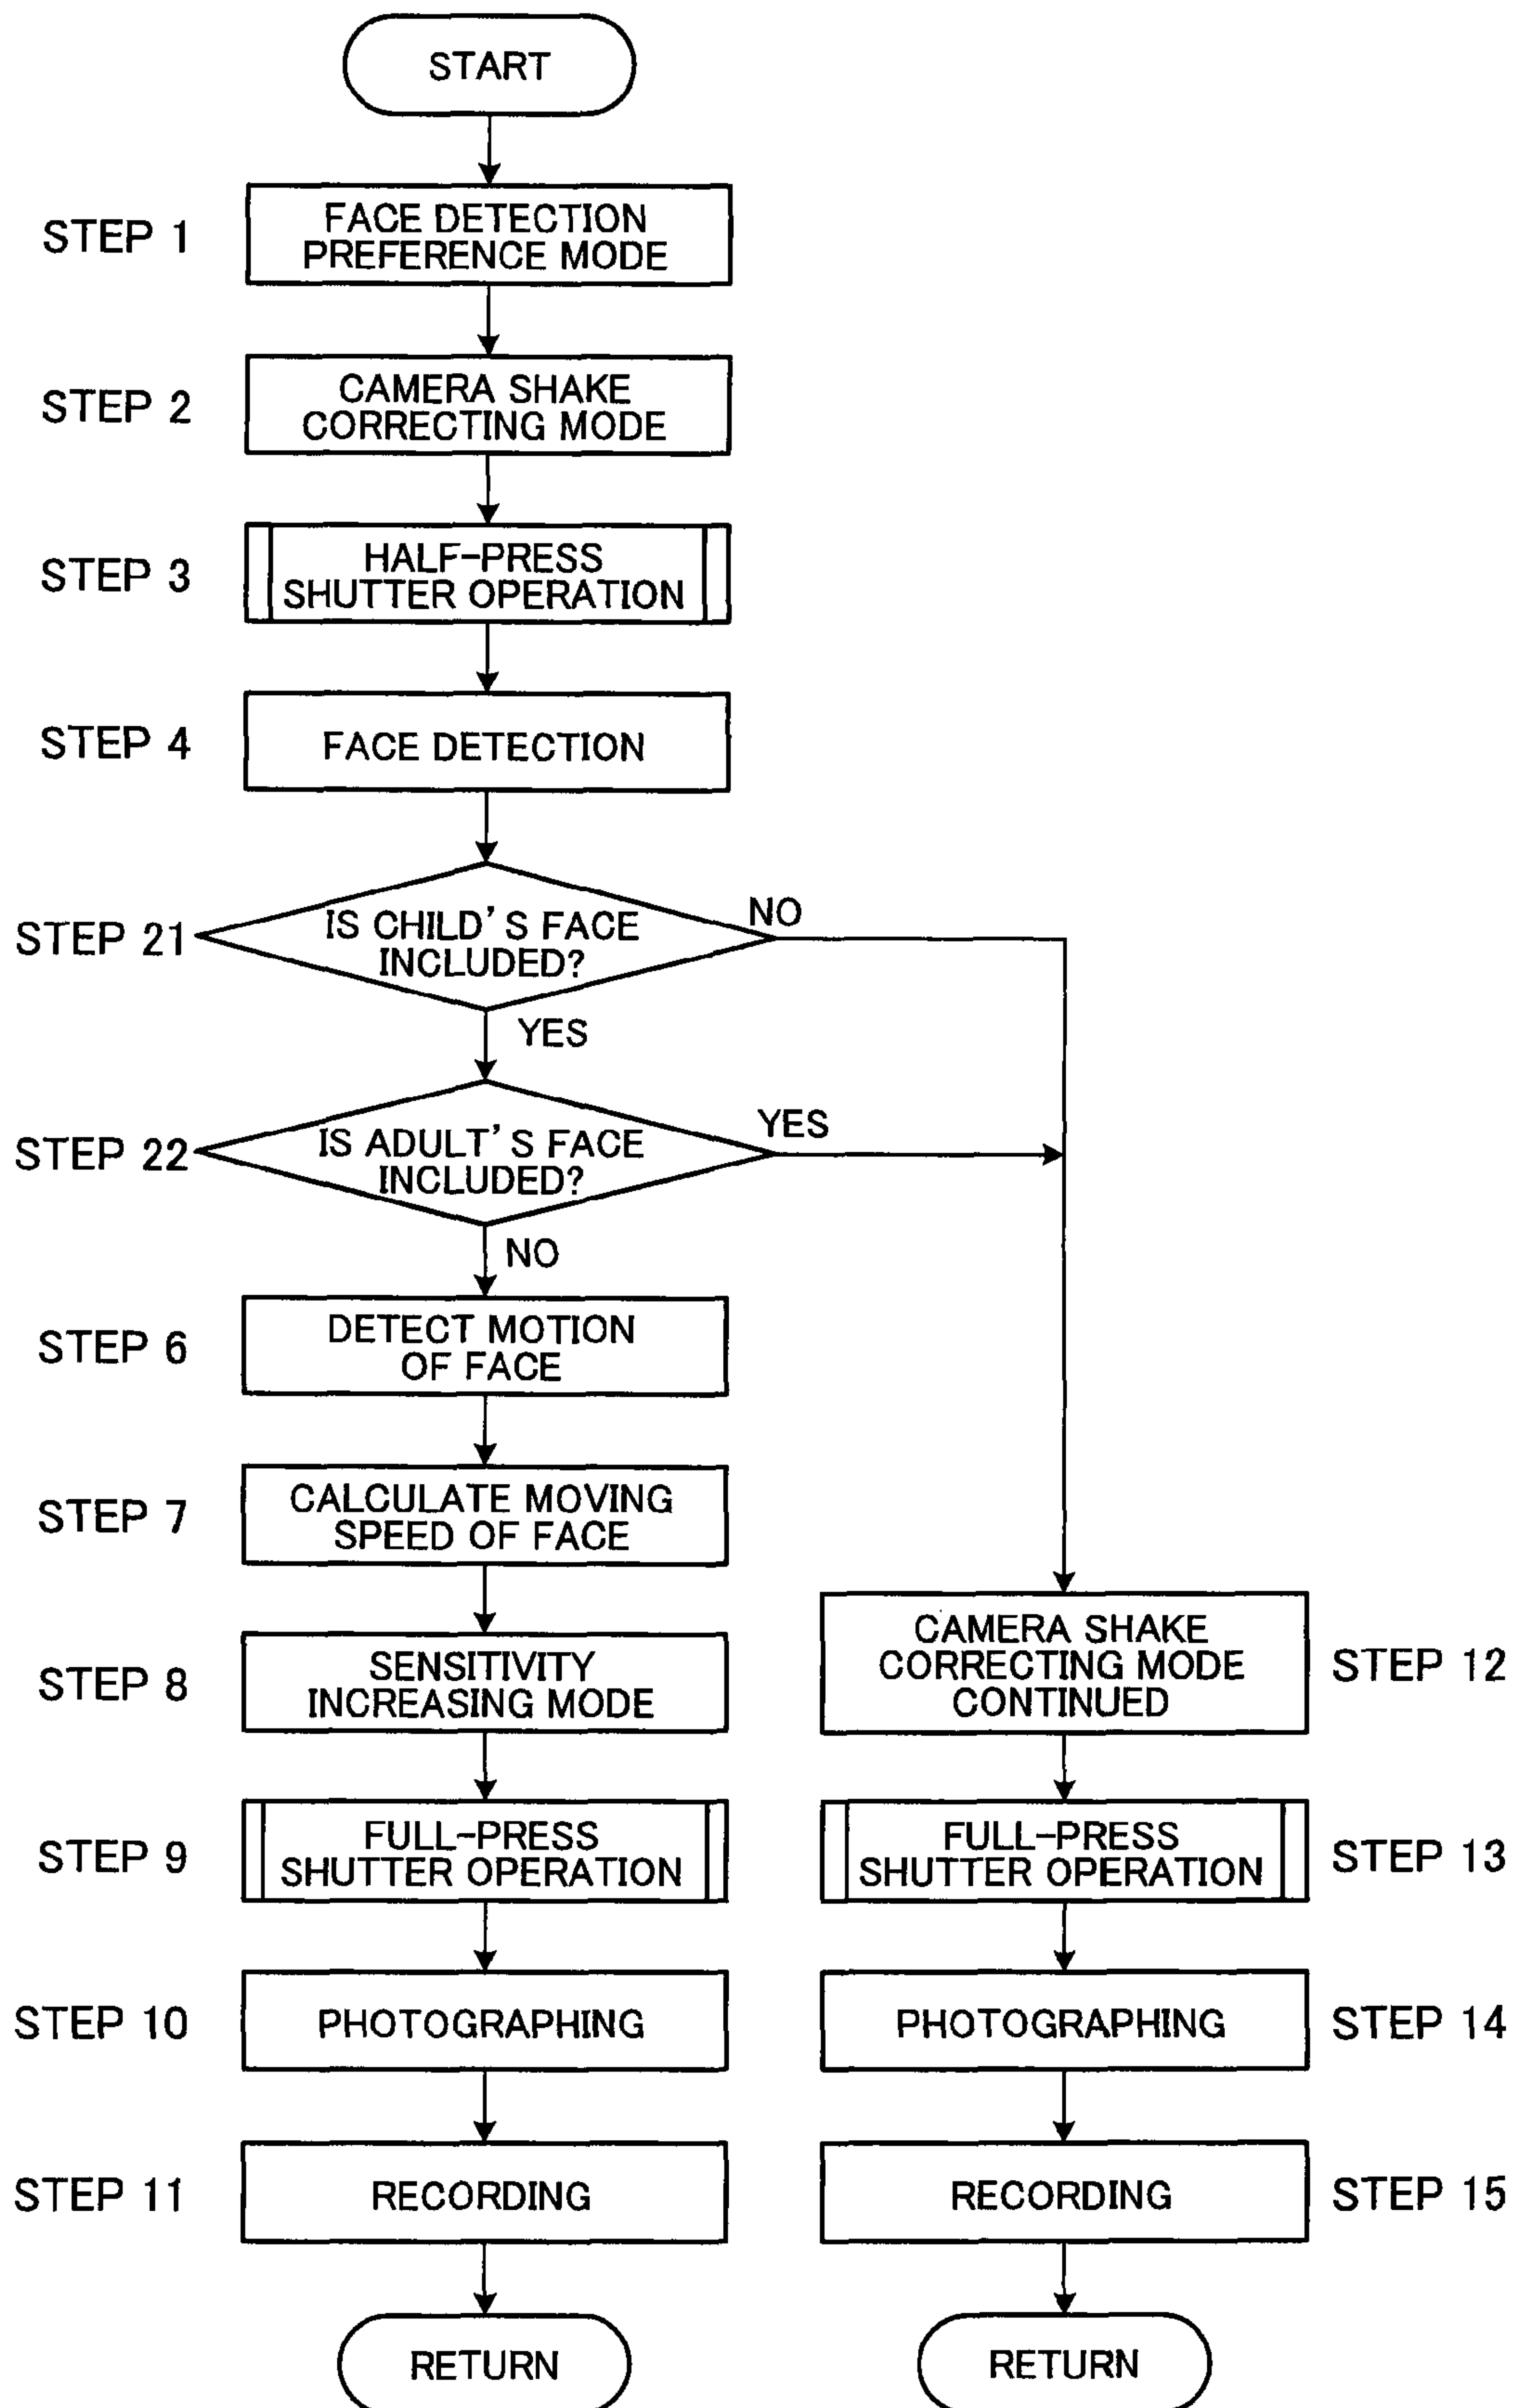 START
STEP 1
FACE DETECTION
PREFERENCE MODE
STEP 2
CAMERA SHAKE
CORRECTING MODE
STEP 3
HALF-PRESS
SHUTTER OPERATION
STEP 4
FACE DETECTION
STEP 21
IS CHILD'S FACE
INCLUDED?
NO
YES
STEP 22
IS ADULT'S FACE
INCLUDED?
YES
NO
STEP 6
DETECT MOTION
OF FACE
STEP 7
CALCULATE MOVING
SPEED OF FACE
STEP 8
SENSITIVITY
INCREASING MODE
CAMERA SHAKE
CORRECTING MODE
CONTINUED
STEP 12
STEP 9
FULL-PRESS
SHUTTER OPERATION
FULL-PRESS
SHUTTER OPERATION
STEP 13
STEP 10
PHOTOGRAPHING
PHOTOGRAPHING
STEP 14
STEP 11
RECORDING
RECORDING
STEP 15
RETURN
RETURN